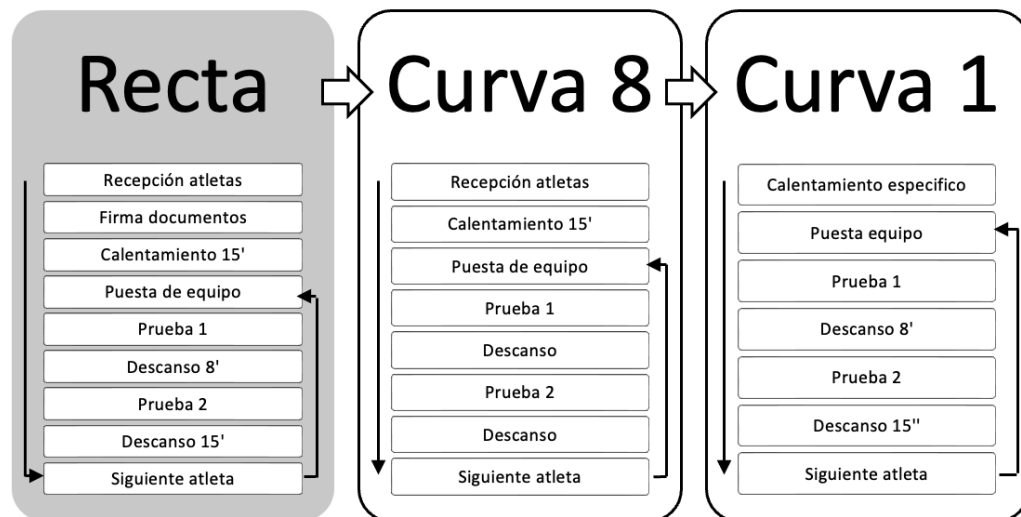 Recta
Recepción atletas
Firma documentos
Calentamiento 15'
Puesta de equipo
Prueba 1
Descanso 8'
Prueba 2
Descanso 15'
Siguiente atleta
Curva 8
Recepción atletas
Calentamiento 15'
Puesta de equipo
Prueba 1
Descanso
Prueba 2
Descanso
Siguiente atleta
Curva 1
Calentamiento especifico
Puesta equipo
Prueba 1
Descanso 8'
Prueba 2
Descanso 15''
Siguiente atleta